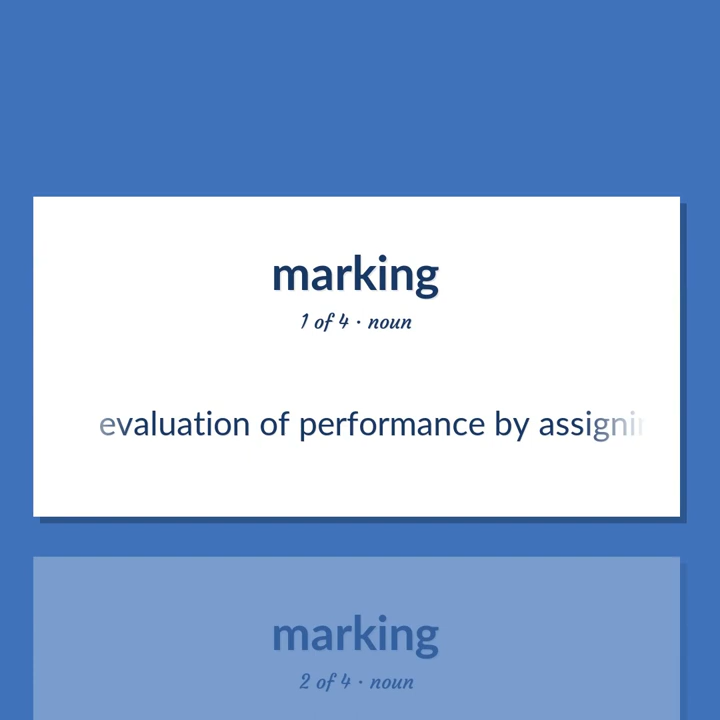 marking
1 of 4 · noun
evaluation of performance by assigni
marking
2 of 4 · noun